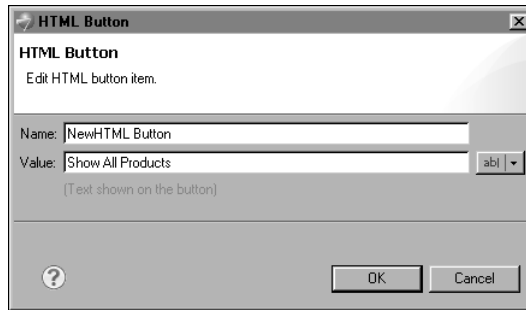 HTML Button
HTML Button
Edit HTML button item.
Name: NewHTML Button
Value: Show All Products
ab|
(Text shown on the button)
?
OK Cancel